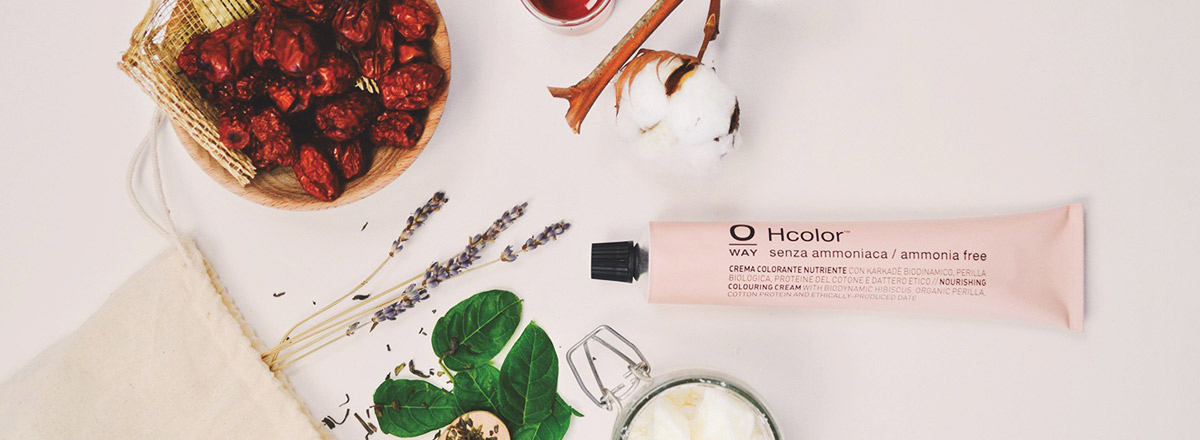 O Hcolor™
WAY senza ammoniaca / ammonia free
CREMA COLORANTE NUTRIENTE CON KARKADÈ BIODINAMICO, PERILLA
BIOLOGICA, PROTEINE DEL COTONE E DATTERO ETICO // NOURISHING
COLOURING CREAM WITH BIODYNAMIC HIBISCUS, ORGANIC PERILLA,
COTTON PROTEIN AND ETHICALLY-PRODUCED DATE